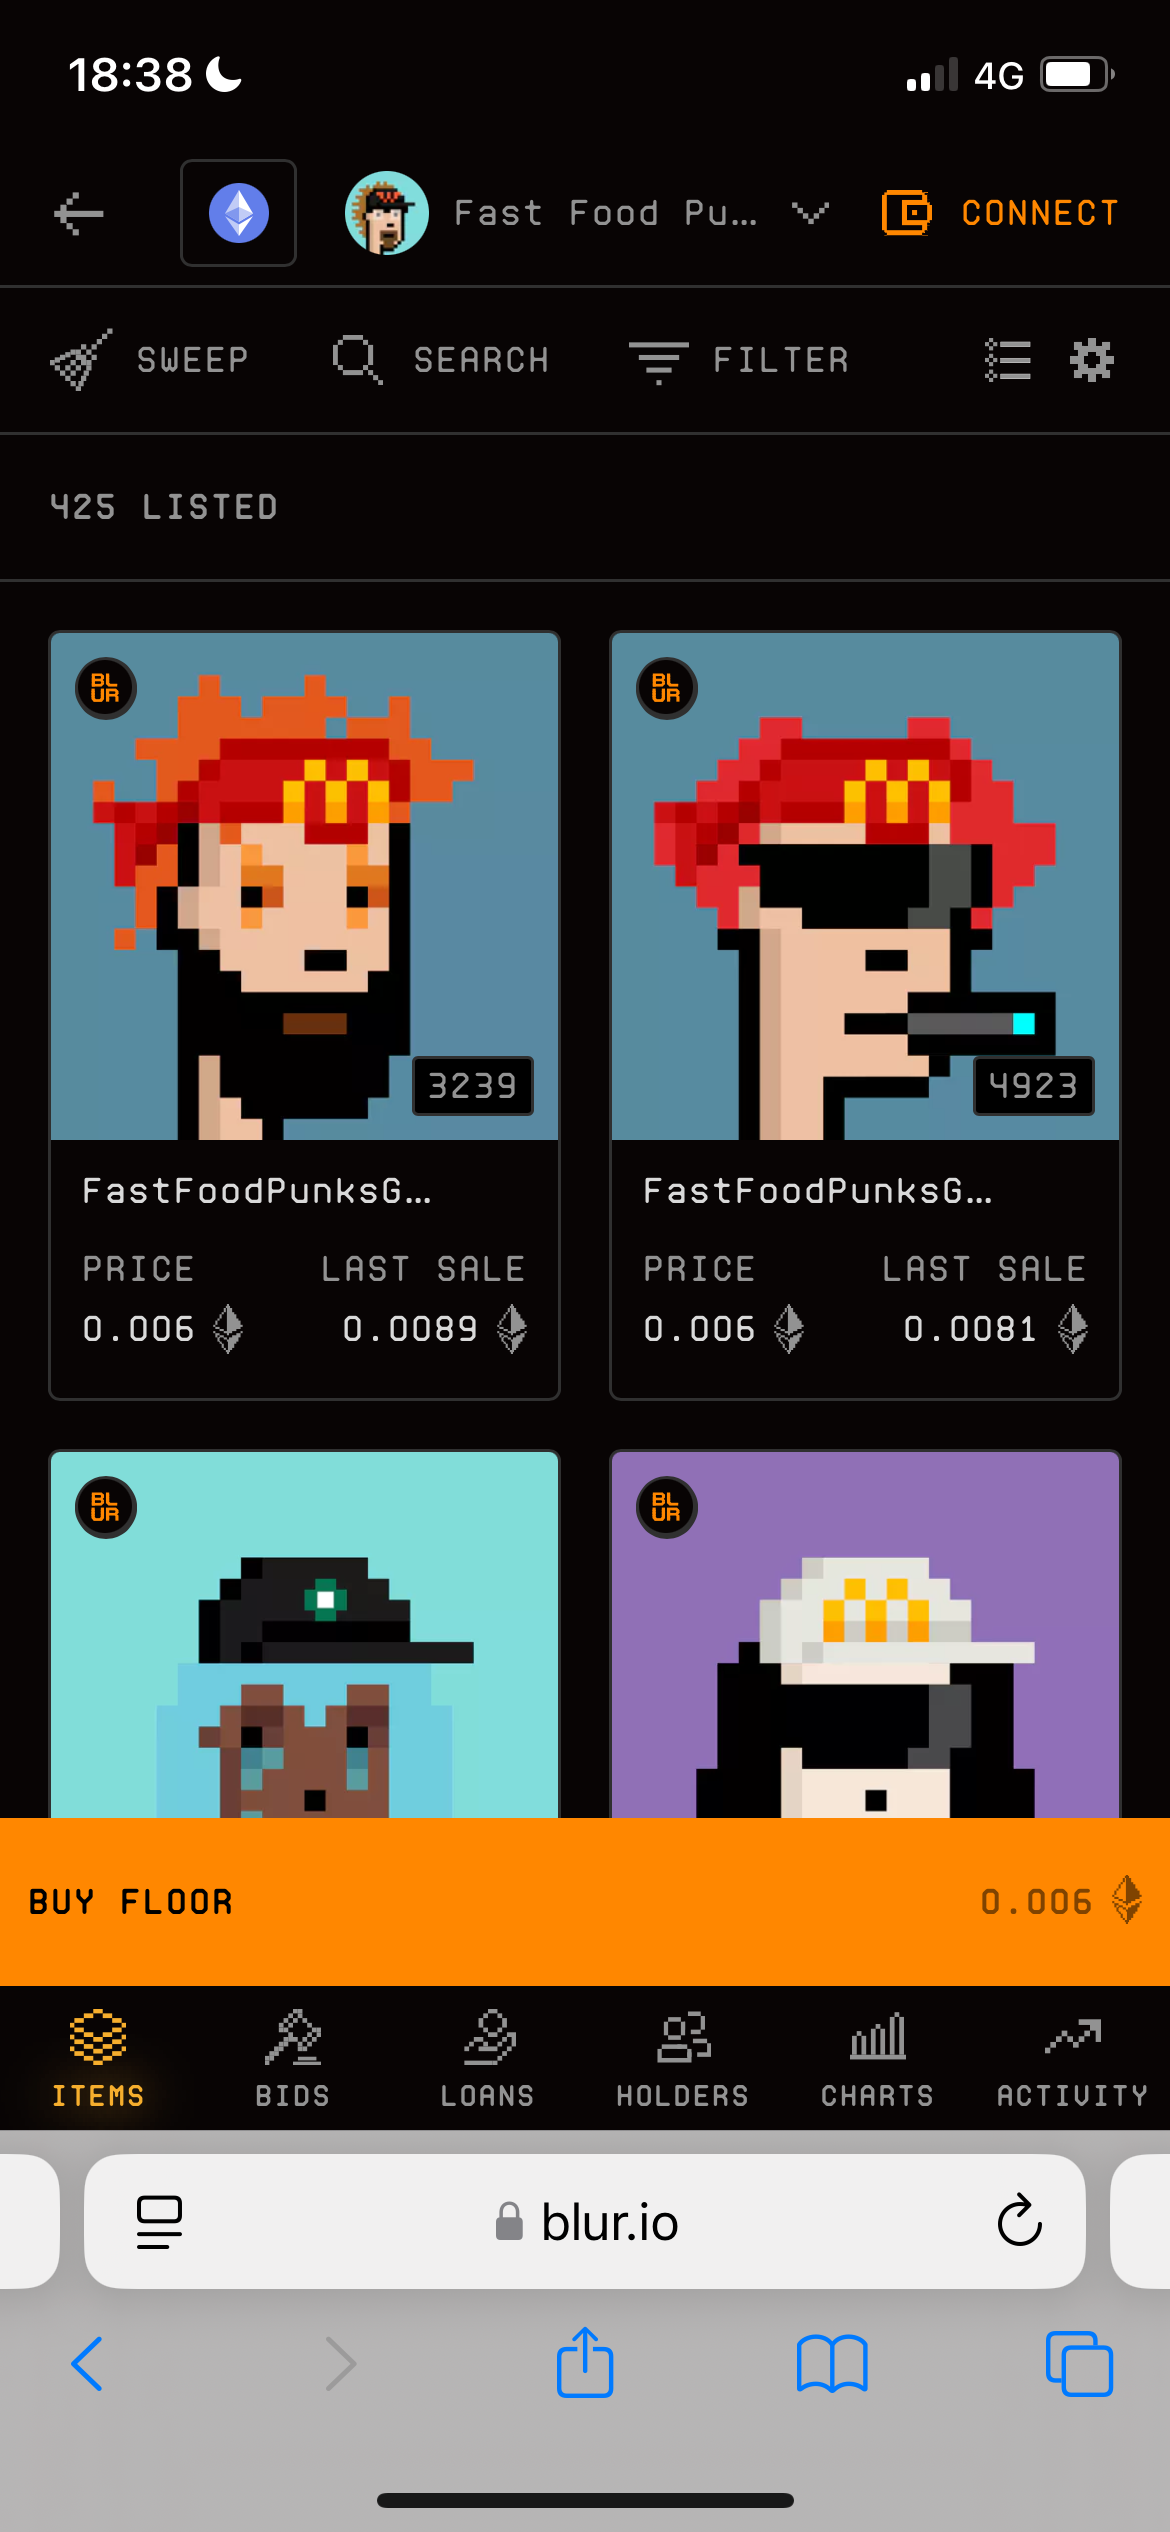 18:38
4G
Fast Food Pu...
CONNECT
SWEEP
SEARCH
FILTER
425 LISTED
BL
UR
BL
UR
3239
4923
FastFoodPunksG...
FastFoodPunksG...
PRICE
LAST SALE
PRICE
LAST SALE
0.006
0.0089
0.006
0.0081
BL
UR
BL
UR
BUY FLOOR
0.006
ITEMS
BIDS
LOANS
HOLDERS
CHARTS
ACTIVITY
blur.io